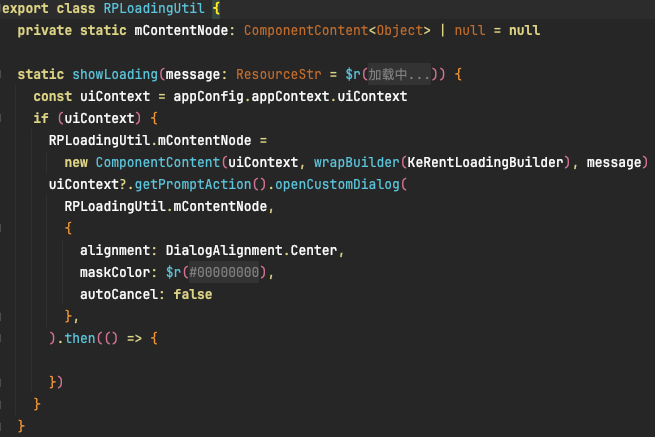 export class RPLoadingUtil {
  private static mContentNode: ComponentContent<Object> | null = null

  static showLoading(message: ResourceStr = $r(加载中...)) {
    const uiContext = appConfig.appContext.uiContext
    if (uiContext) {
      RPLoadingUtil.mContentNode =
        new ComponentContent(uiContext, wrapBuilder(KeRentLoadingBuilder), message)
      uiContext?.getPromptAction().openCustomDialog(
        RPLoadingUtil.mContentNode,
        {
          alignment: DialogAlignment.Center,
          maskColor: $r(#00000000),
          autoCancel: false
        },
      ).then(() => {

      })
    }
  }